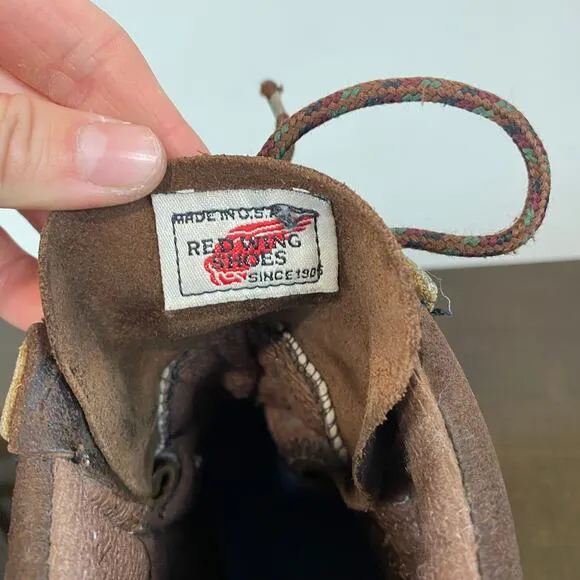 MADE IN U.S.A
RED WING
SHOES
SINCE 1905